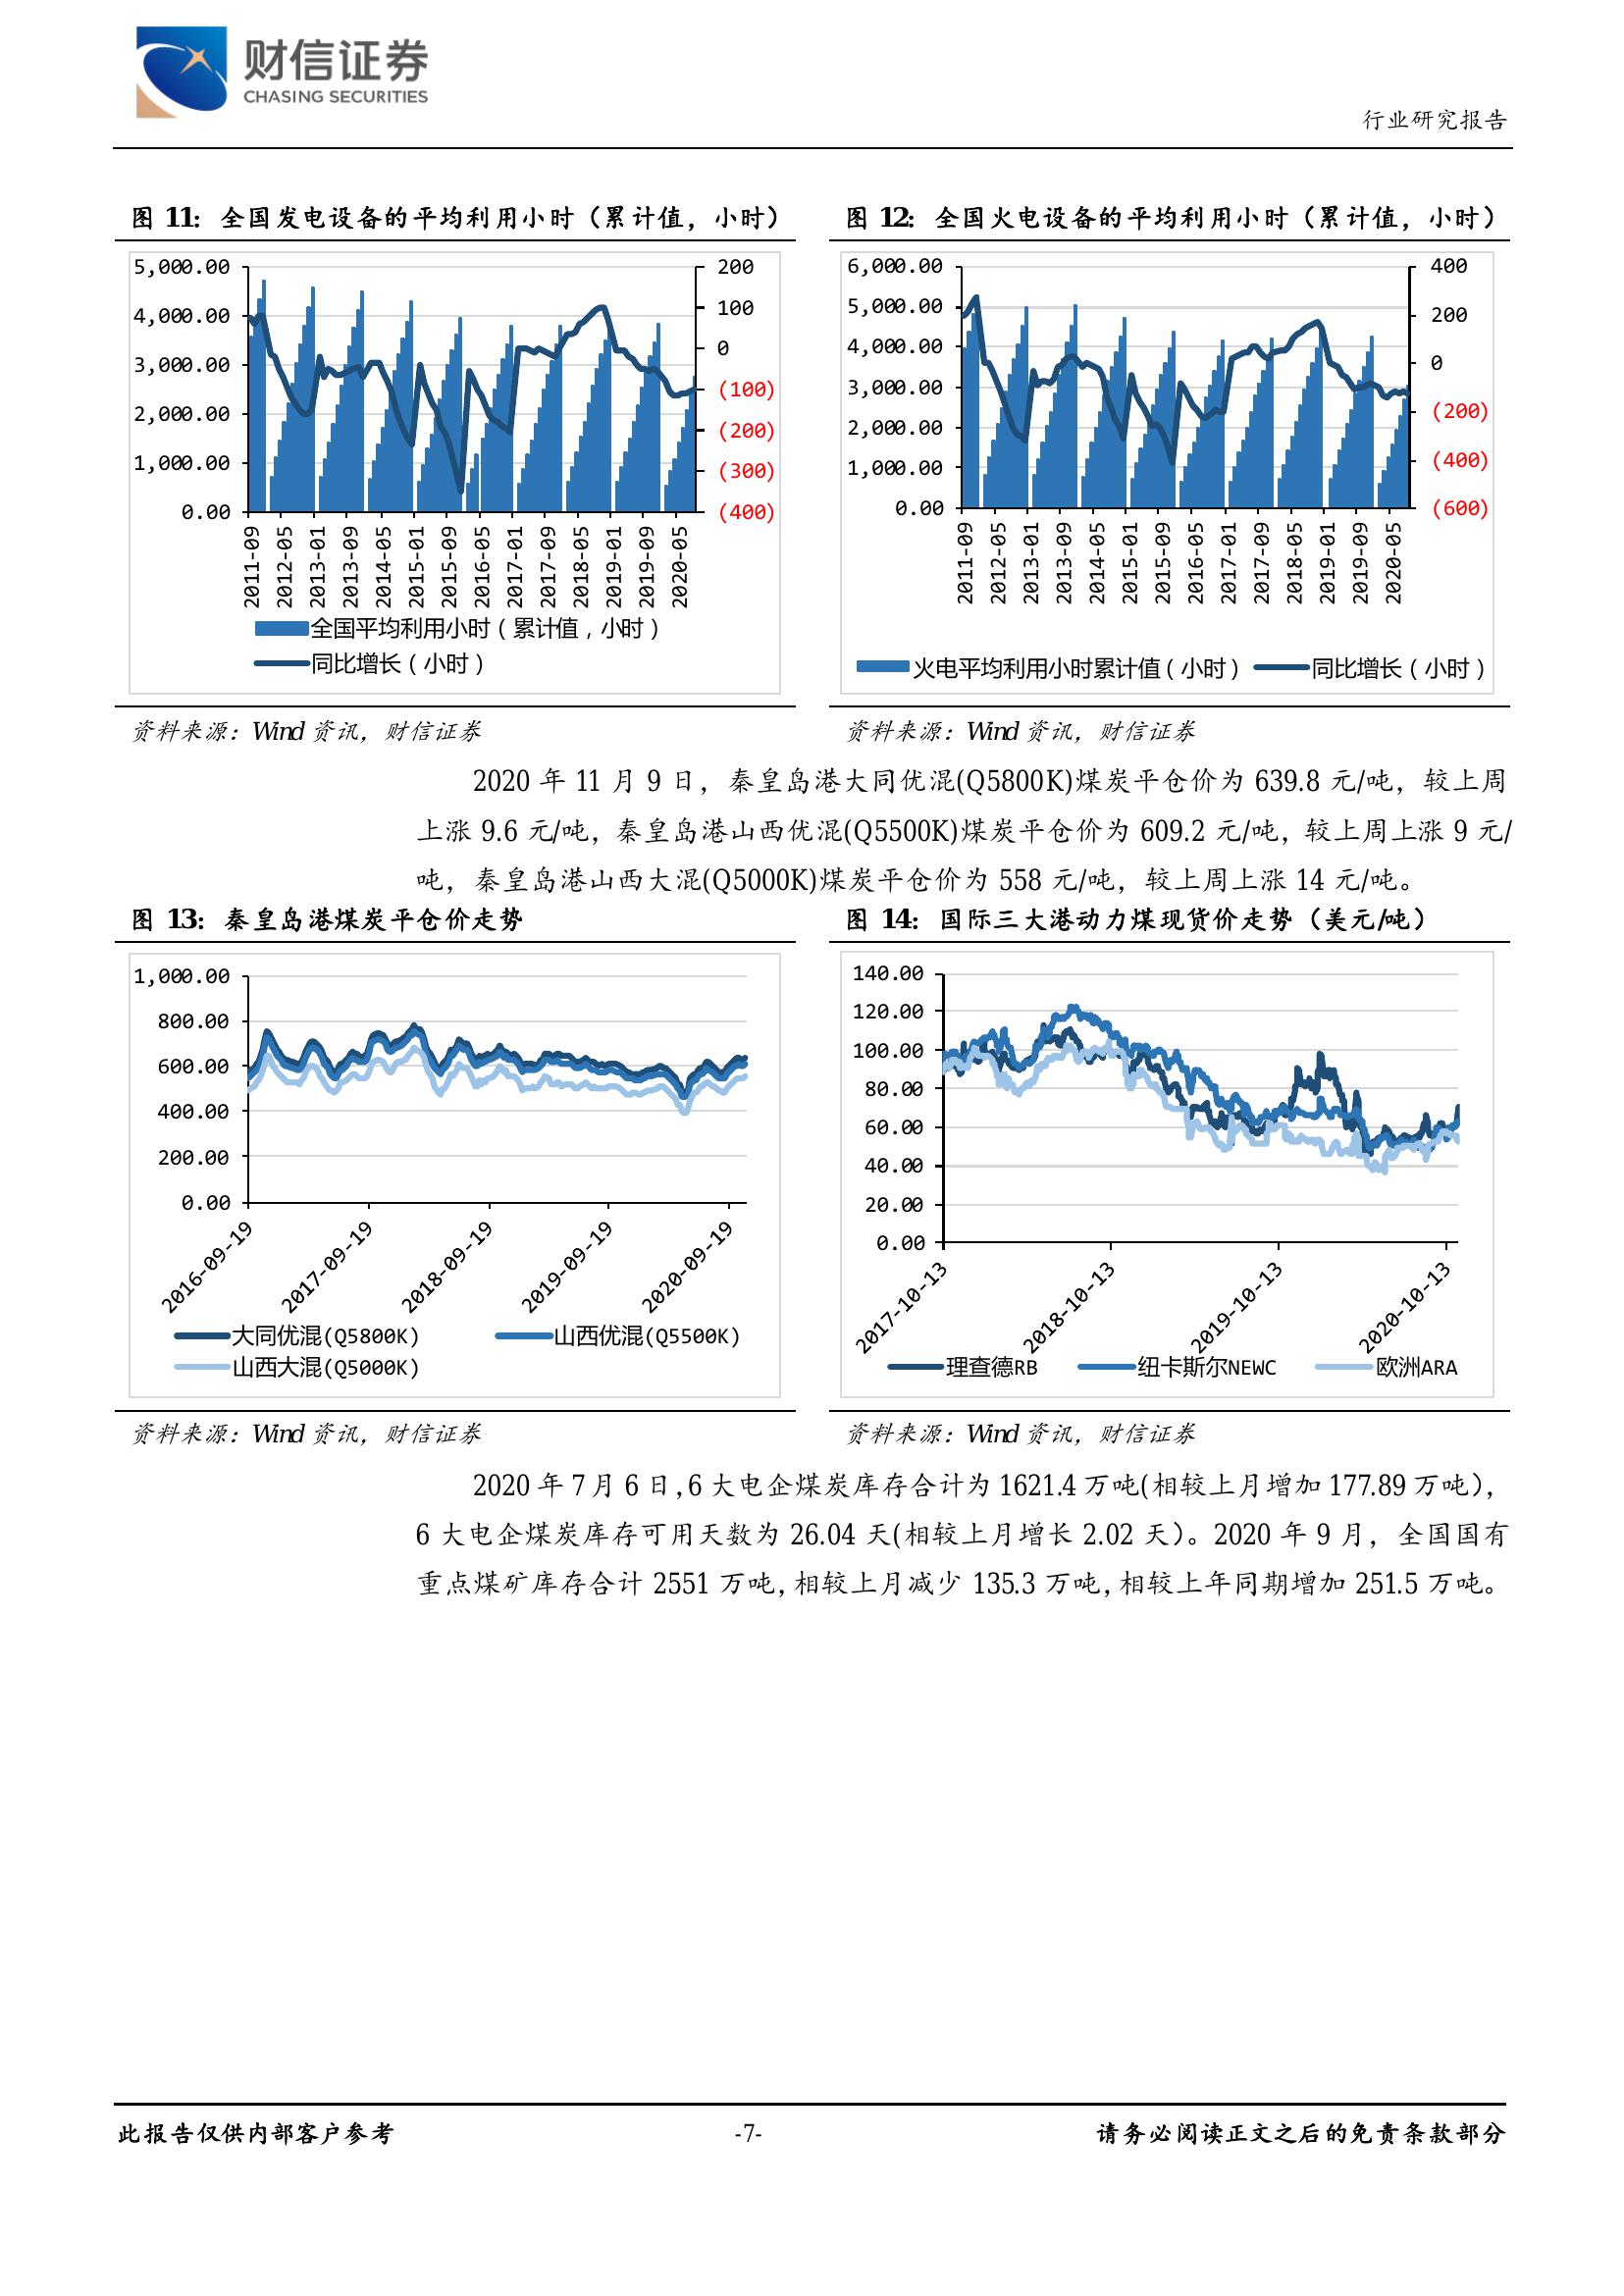 财信证券
CHASING SECURITIES
行业研究报告
图 11：全国发电设备的平均利用小时（累计值，小时）
图 12：全国火电设备的平均利用小时（累计值，小时）
5,000.00
4,000.00
3,000.00
2,000.00
1,000.00
0.00
200
100
0
(100)
(200)
(300)
(400)
2011-09
2012-05
2013-01
2013-09
2014-05
2015-01
2015-09
2016-05
2017-01
2017-09
2018-05
2019-01
2019-09
2020-05
全国平均利用小时（累计值，小时）
同比增长（小时）
6,000.00
5,000.00
4,000.00
3,000.00
2,000.00
1,000.00
0.00
400
200
0
(200)
(400)
(600)
2011-09
2012-05
2013-01
2013-09
2014-05
2015-01
2015-09
2016-05
2017-01
2017-09
2018-05
2019-01
2019-09
2020-05
火电平均利用小时累计值（小时）
同比增长（小时）
资料来源：Wind 资讯，财信证券
资料来源：Wind 资讯，财信证券
2020 年 11 月 9 日，秦皇岛港大同优混(Q5800K)煤炭平仓价为 639.8 元/吨，较上周
上涨 9.6 元/吨，秦皇岛港山西优混(Q5500K)煤炭平仓价为 609.2 元/吨，较上周上涨 9 元/
吨，秦皇岛港山西大混(Q5000K)煤炭平仓价为 558 元/吨，较上周上涨 14 元/吨。
图 13：秦皇岛港煤炭平仓价走势
图 14：国际三大港动力煤现货价走势（美元/吨）
1,000.00
800.00
600.00
400.00
200.00
0.00
2016-09-19
2017-09-19
2018-09-19
2019-09-19
2020-09-19
大同优混(Q5800K)
山西优混(Q5500K)
山西大混(Q5000K)
140.00
120.00
100.00
80.00
60.00
40.00
20.00
0.00
2017-10-13
2018-10-13
2019-10-13
2020-10-13
理查德RB
纽卡斯尔NEWC
欧洲ARA
资料来源：Wind 资讯，财信证券
资料来源：Wind 资讯，财信证券
2020 年 7 月 6 日，6 大电企煤炭库存合计为 1621.4 万吨(相较上月增加 177.89 万吨)，
6 大电企煤炭库存可用天数为 26.04 天(相较上月增长 2.02 天)。2020 年 9 月，全国国有
重点煤矿库存合计 2551 万吨，相较上月减少 135.3 万吨，相较上年同期增加 251.5 万吨。
此报告仅供内部客户参考
-7-
请务必阅读正文之后的免责条款部分